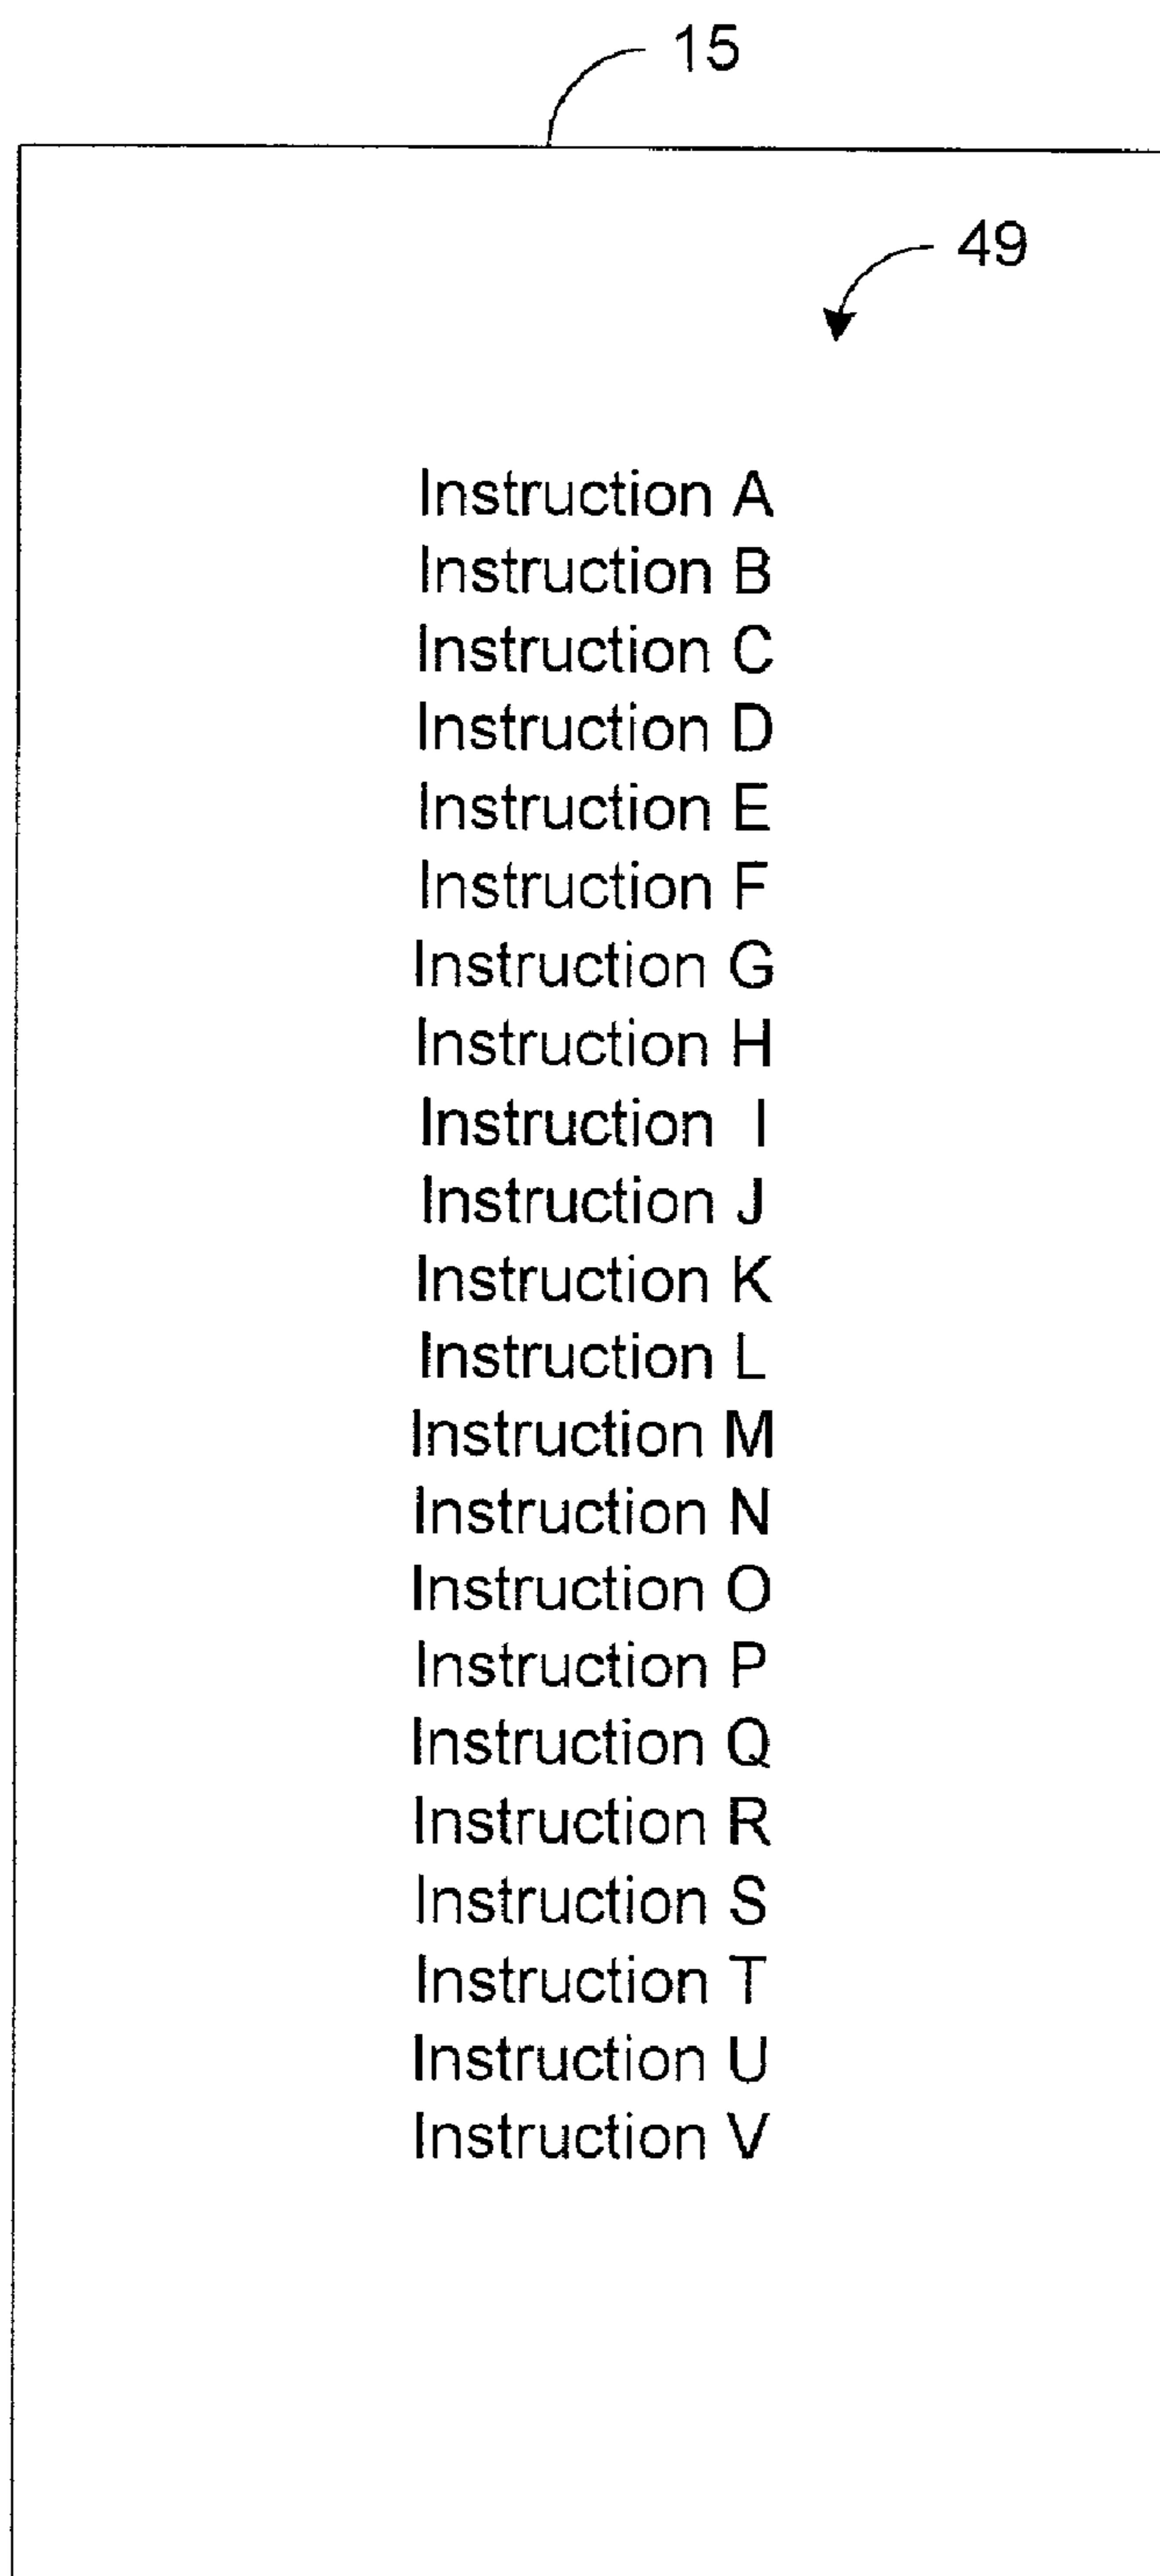 15
49
Instruction A
Instruction B
Instruction C
Instruction D
Instruction E
Instruction F
Instruction G
Instruction H
Instruction I
Instruction J
Instruction K
Instruction L
Instruction M
Instruction N
Instruction O
Instruction P
Instruction Q
Instruction R
Instruction S
Instruction T
Instruction U
Instruction V